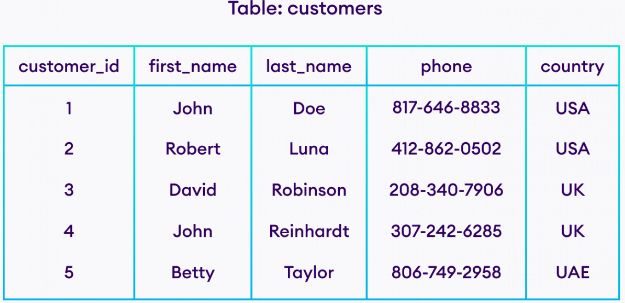 Table: customers
customer_id first_name last_name phone country
1 John Doe 817-646-8833 USA
2 Robert Luna 412-862-0502 USA
3 David Robinson 208-340-7906 UK
4 John Reinhardt 307-242-6285 UK
5 Betty Taylor 806-749-2958 UAE